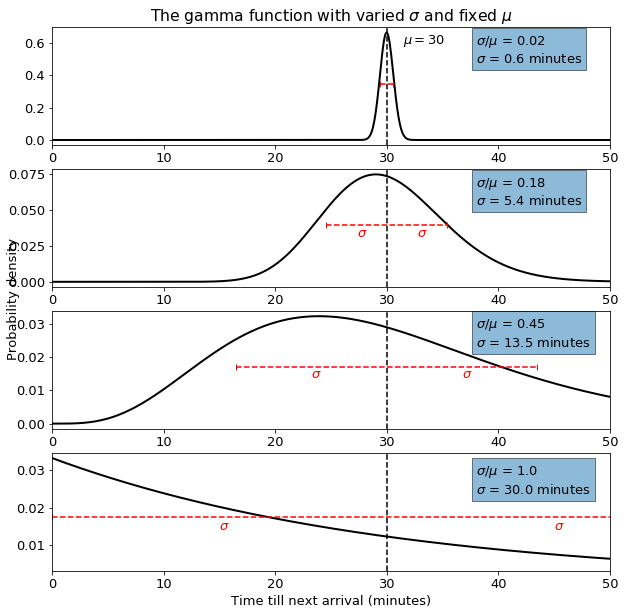 The gamma function with varied σ and fixed μ
0.6
0.4
0.2
0.0
μ = 30
σ/μ = 0.02
σ = 0.6 minutes
0 10 20 30 40 50
0.075
0.050
0.025
0.000
σ/μ = 0.18
σ = 5.4 minutes
σ σ
0 10 20 30 40 50
Probability density
0.03
0.02
0.01
0.00
σ/μ = 0.45
σ = 13.5 minutes
σ σ
0 10 20 30 40 50
0.03
0.02
0.01
σ/μ = 1.0
σ = 30.0 minutes
σ σ
0 10 20 30 40 50
Time till next arrival (minutes)